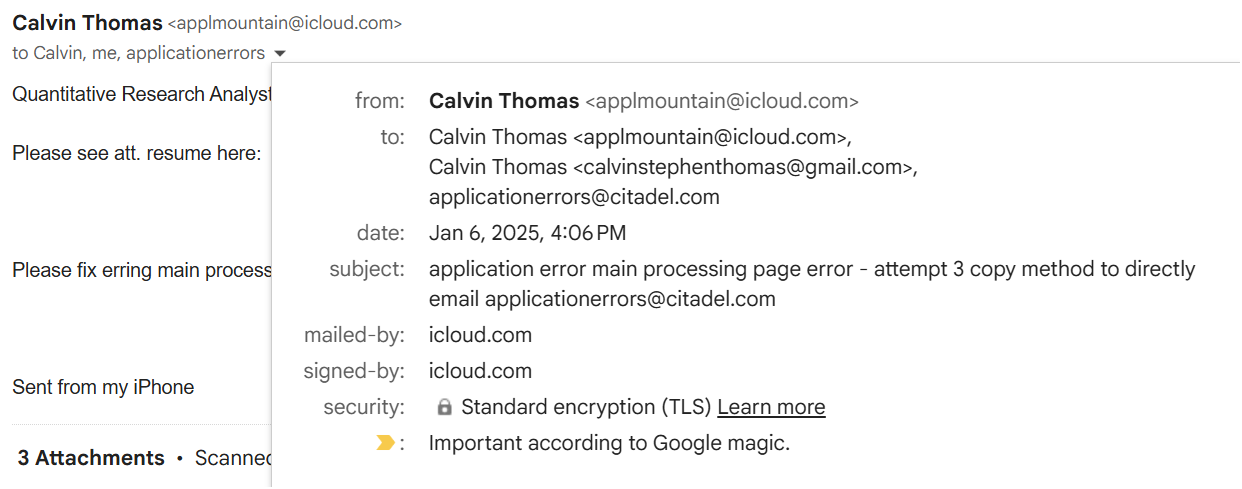 Calvin Thomas <applmountain@icloud.com>
to Calvin, me, applicationerrors
Quantitative Research Analyst
Please see att. resume here:
Please fix erring main process
Sent from my iPhone
3 Attachments • Scanned
from: Calvin Thomas <applmountain@icloud.com>
to: Calvin Thomas <applmountain@icloud.com>,
Calvin Thomas <calvinstephenthomas@gmail.com>,
applicationerrors@citadel.com
date: Jan 6, 2025, 4:06 PM
subject: application error main processing page error - attempt 3 copy method to directly
email applicationerrors@citadel.com
mailed-by: icloud.com
signed-by: icloud.com
security: Standard encryption (TLS) Learn more
: Important according to Google magic.